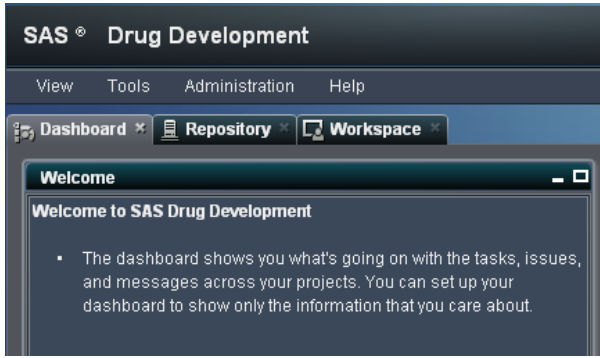 SAS ® Drug Development
View Tools Administration Help
Dashboard × Repository × Workspace ×
Welcome
Welcome to SAS Drug Development
▪ The dashboard shows you what's going on with the tasks, issues,
and messages across your projects. You can set up your
dashboard to show only the information that you care about.